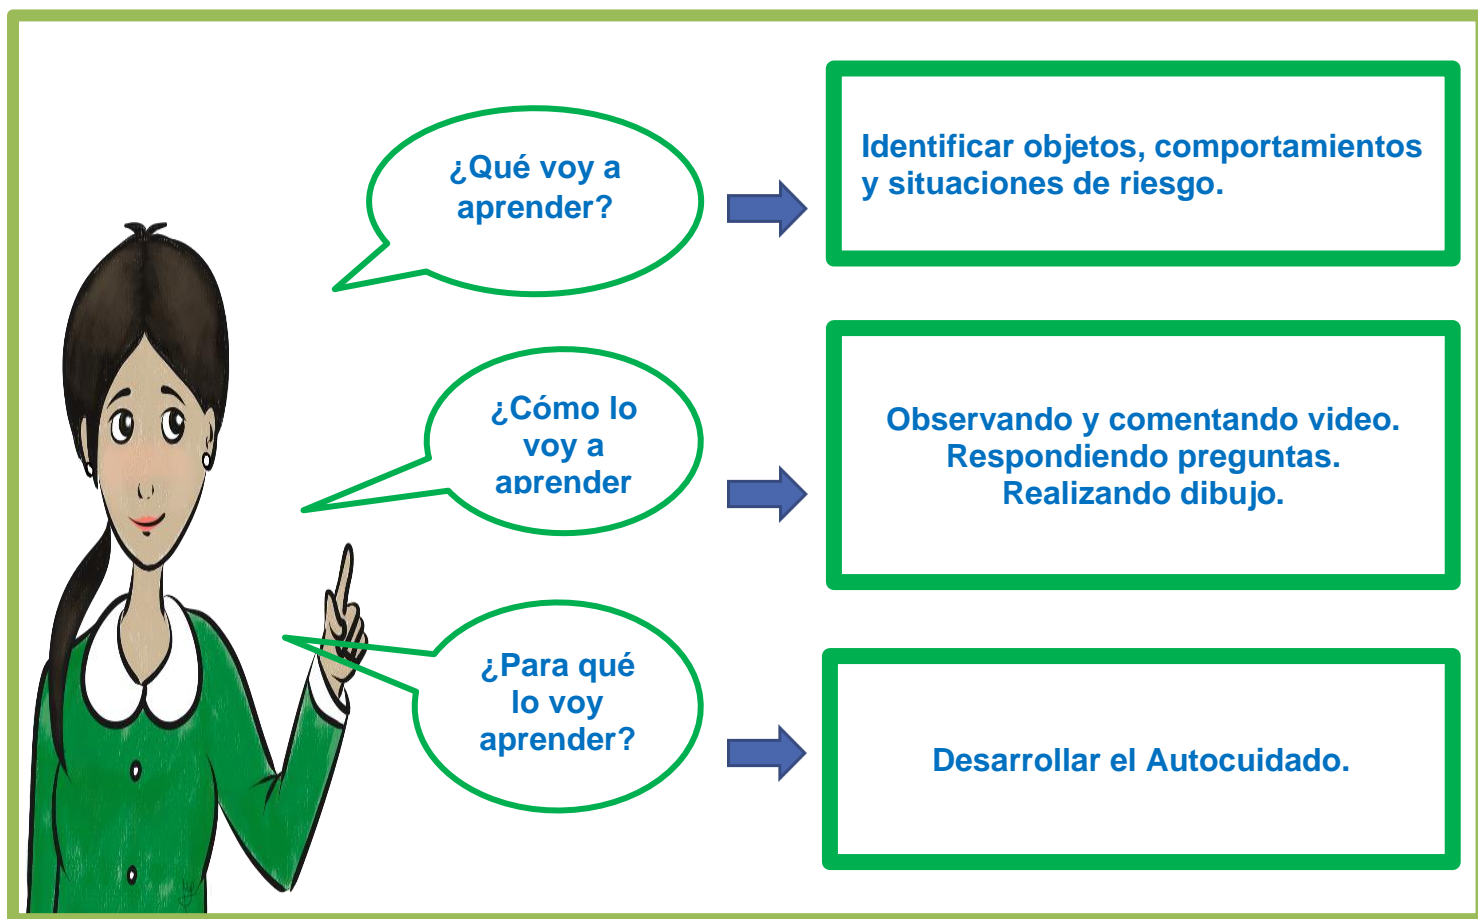 ¿Qué voy a
aprender?
Identificar objetos, comportamientos
y situaciones de riesgo.
¿Cómo lo
voy a
aprender
Observando y comentando video.
Respondiendo preguntas.
Realizando dibujo.
¿Para qué
lo voy
aprender?
Desarrollar el Autocuidado.